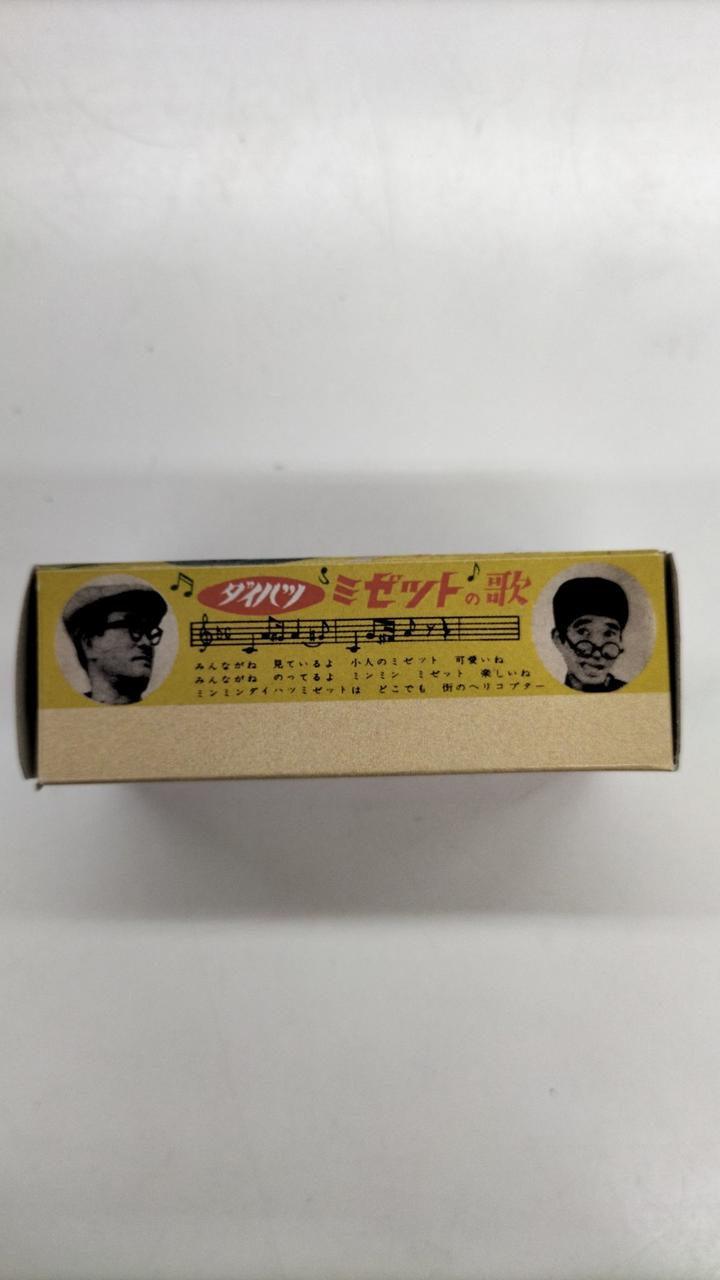 ダイハツ ミゼットの歌
みんながね 見ているよ 小人のミゼット 可愛いね
みんながね のってるよ ミンミン ミゼット 楽しいね
ミンミンダイハツミゼットは どこでも 街のヘリコプター